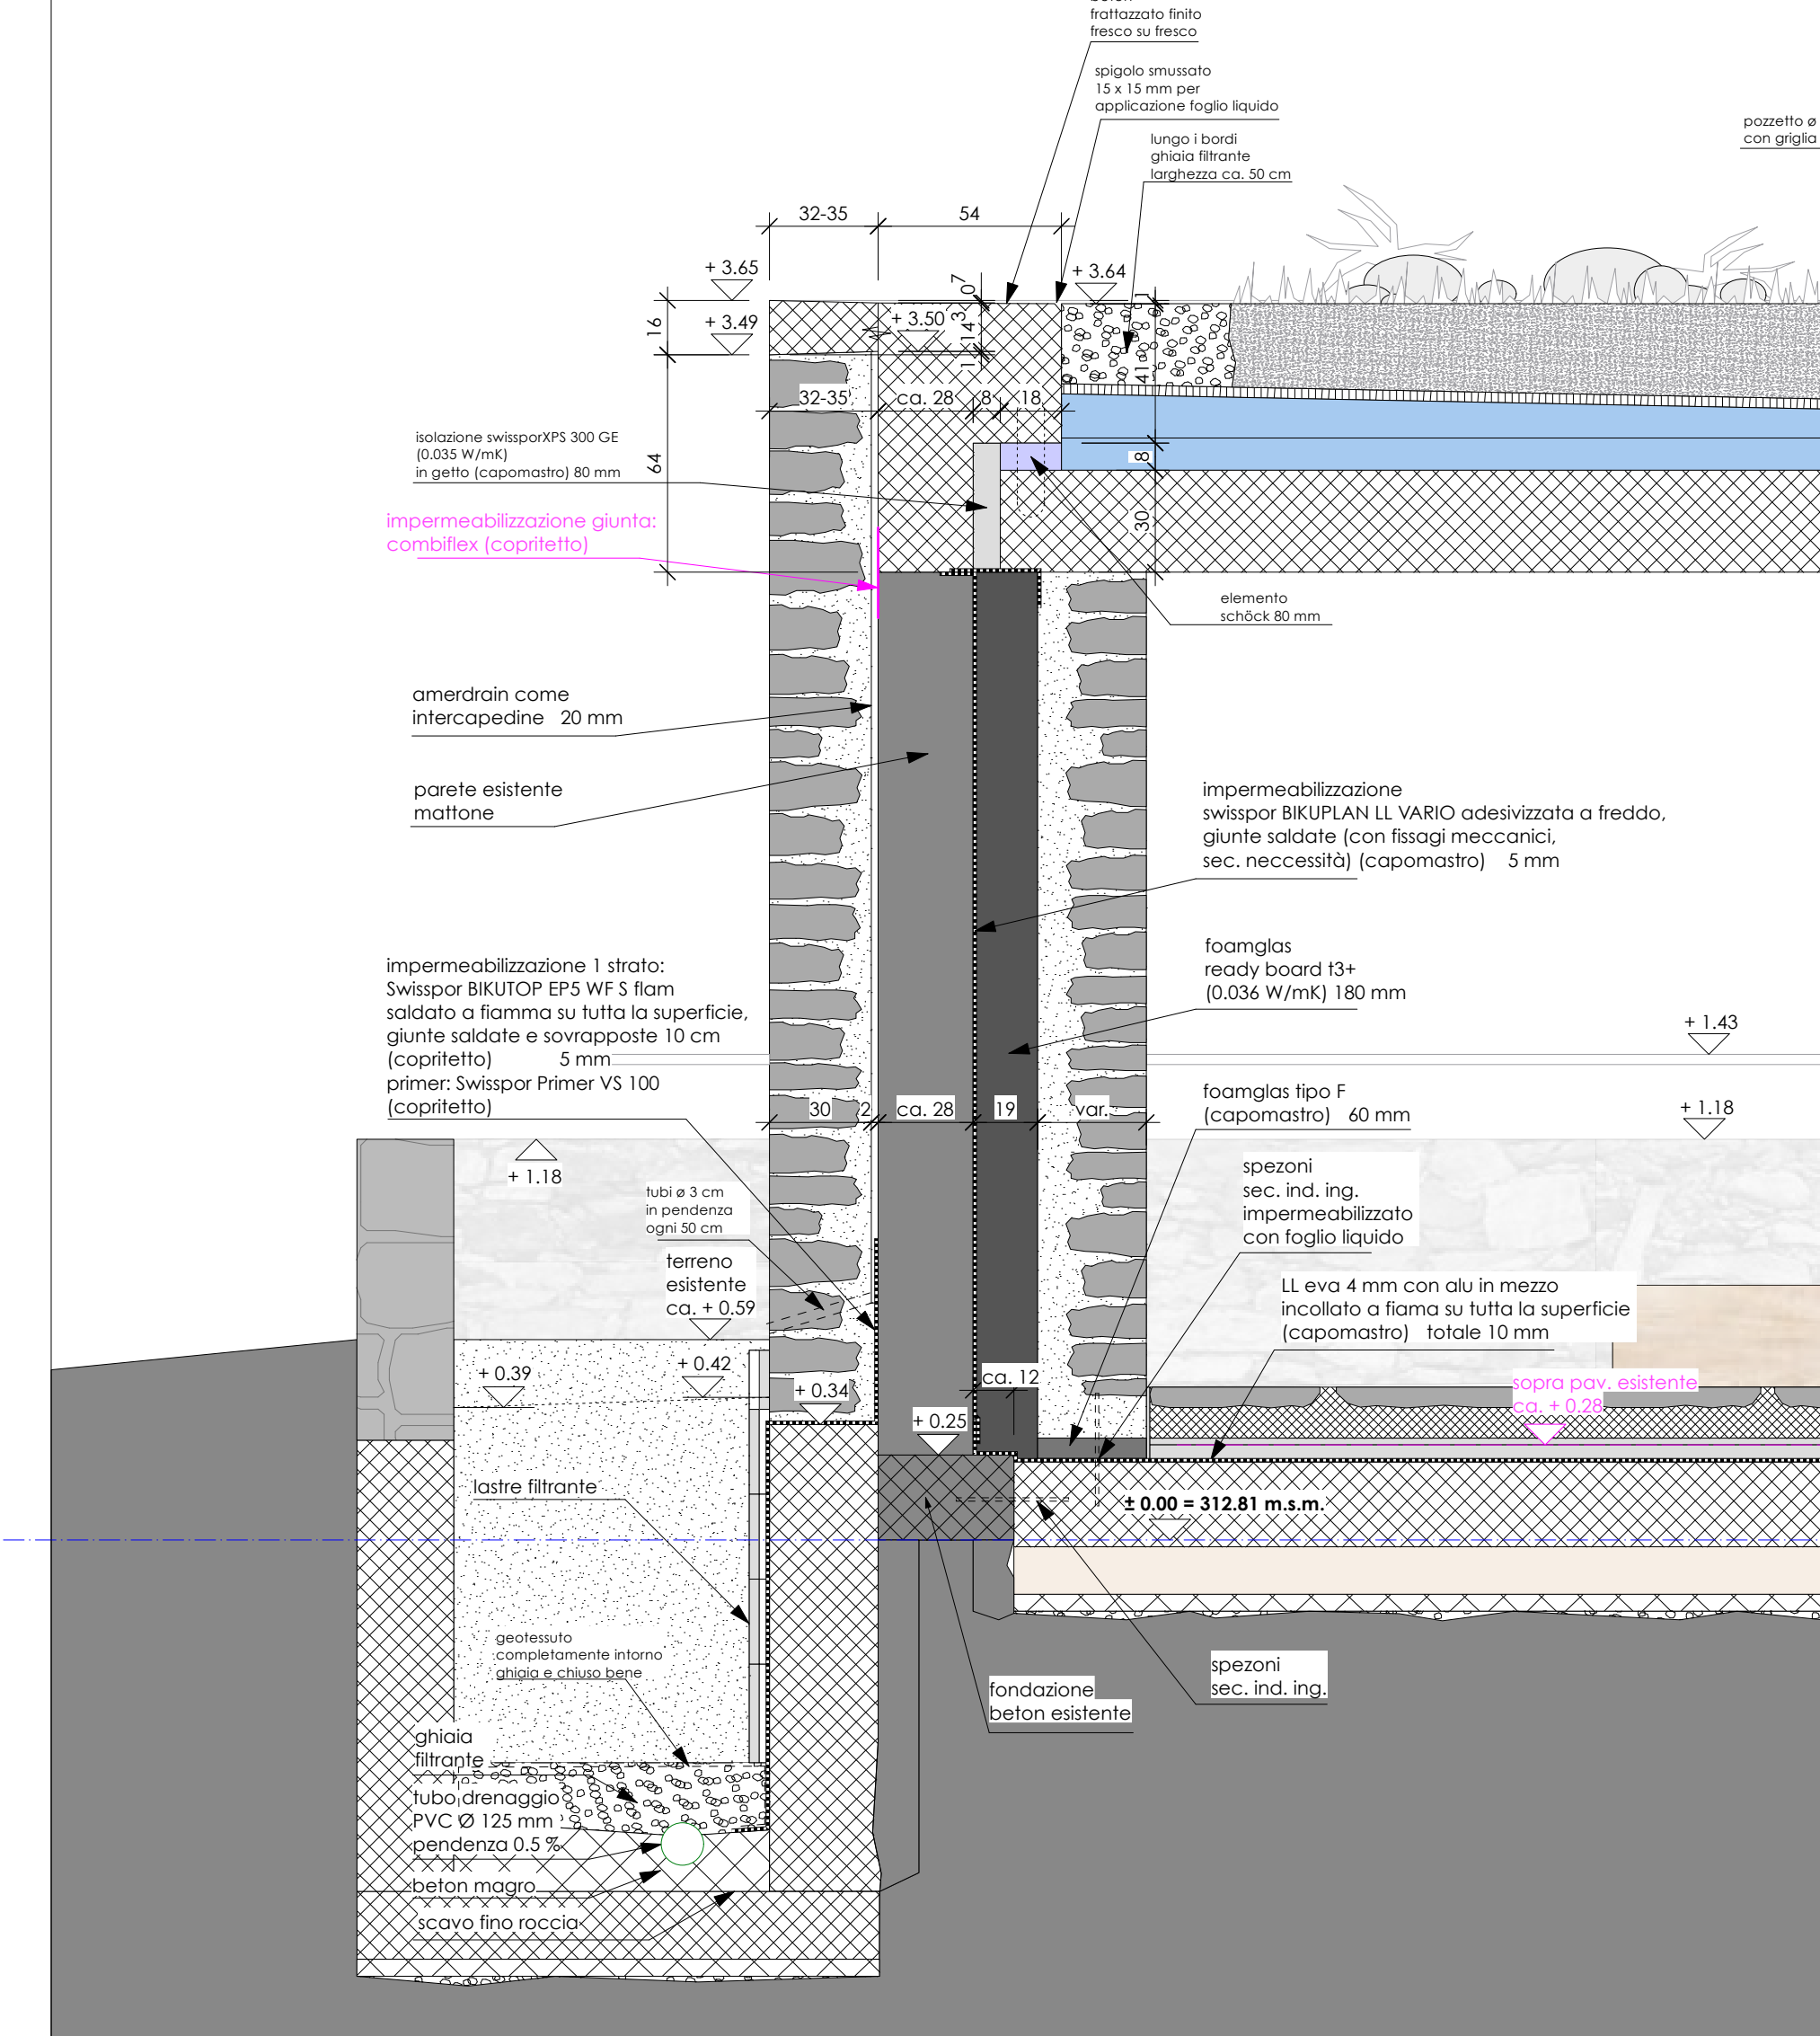 frattazzato finito
fresco su fresco
spigolo smussato
15 x 15 mm per
applicazione foglio liquido
pozzetto ø
con griglia
lungo i bordi
ghiaia filtrante
larghezza ca. 50 cm
32-35
54
+ 3.65
+ 3.64
16
+ 3.49
+ 3.50
41
32-35
ca. 28
8
18
isolazione swissporXPS 300 GE
(0.035 W/mK)
in getto (capomastro) 80 mm
64
8
30
impermeabilizzazione giunta:
combiflex (copritetto)
elemento
schöck 80 mm
amerdrain come
intercapedine 20 mm
parete esistente
mattone
impermeabilizzazione
swisspor BIKUPLAN LL VARIO adesivizzata a freddo,
giunte saldate (con fissagi meccanici,
sec. neccessità) (capomastro) 5 mm
foamglas
ready board t3+
(0.036 W/mK) 180 mm
impermeabilizzazione 1 strato:
Swisspor BIKUTOP EP5 WF S flam
saldato a fiamma su tutta la superficie,
giunte saldate e sovrapposte 10 cm
(copritetto) 5 mm
primer: Swisspor Primer VS 100
(copritetto)
+ 1.43
foamglas tipo F
(capomastro) 60 mm
+ 1.18
30
2
ca. 28
19
var.
+ 1.18
spezoni
sec. ind. ing.
impermeabilizzato
con foglio liquido
tubi ø 3 cm
in pendenza
ogni 50 cm
terreno
esistente
ca. + 0.59
LL eva 4 mm con alu in mezzo
incollato a fiama su tutta la superficie
(capomastro) totale 10 mm
+ 0.39
+ 0.42
+ 0.34
ca. 12
+ 0.25
sopra pav. esistente
ca. + 0.28
lastre filtrante
± 0.00 = 312.81 m.s.m.
geotessuto
completamente intorno
ghiaia e chiuso bene
fondazione
beton esistente
spezoni
sec. ind. ing.
ghiaia
filtrante
tubo drenaggio
PVC Ø 125 mm
pendenza 0.5 %
beton magro
scavo fino roccia